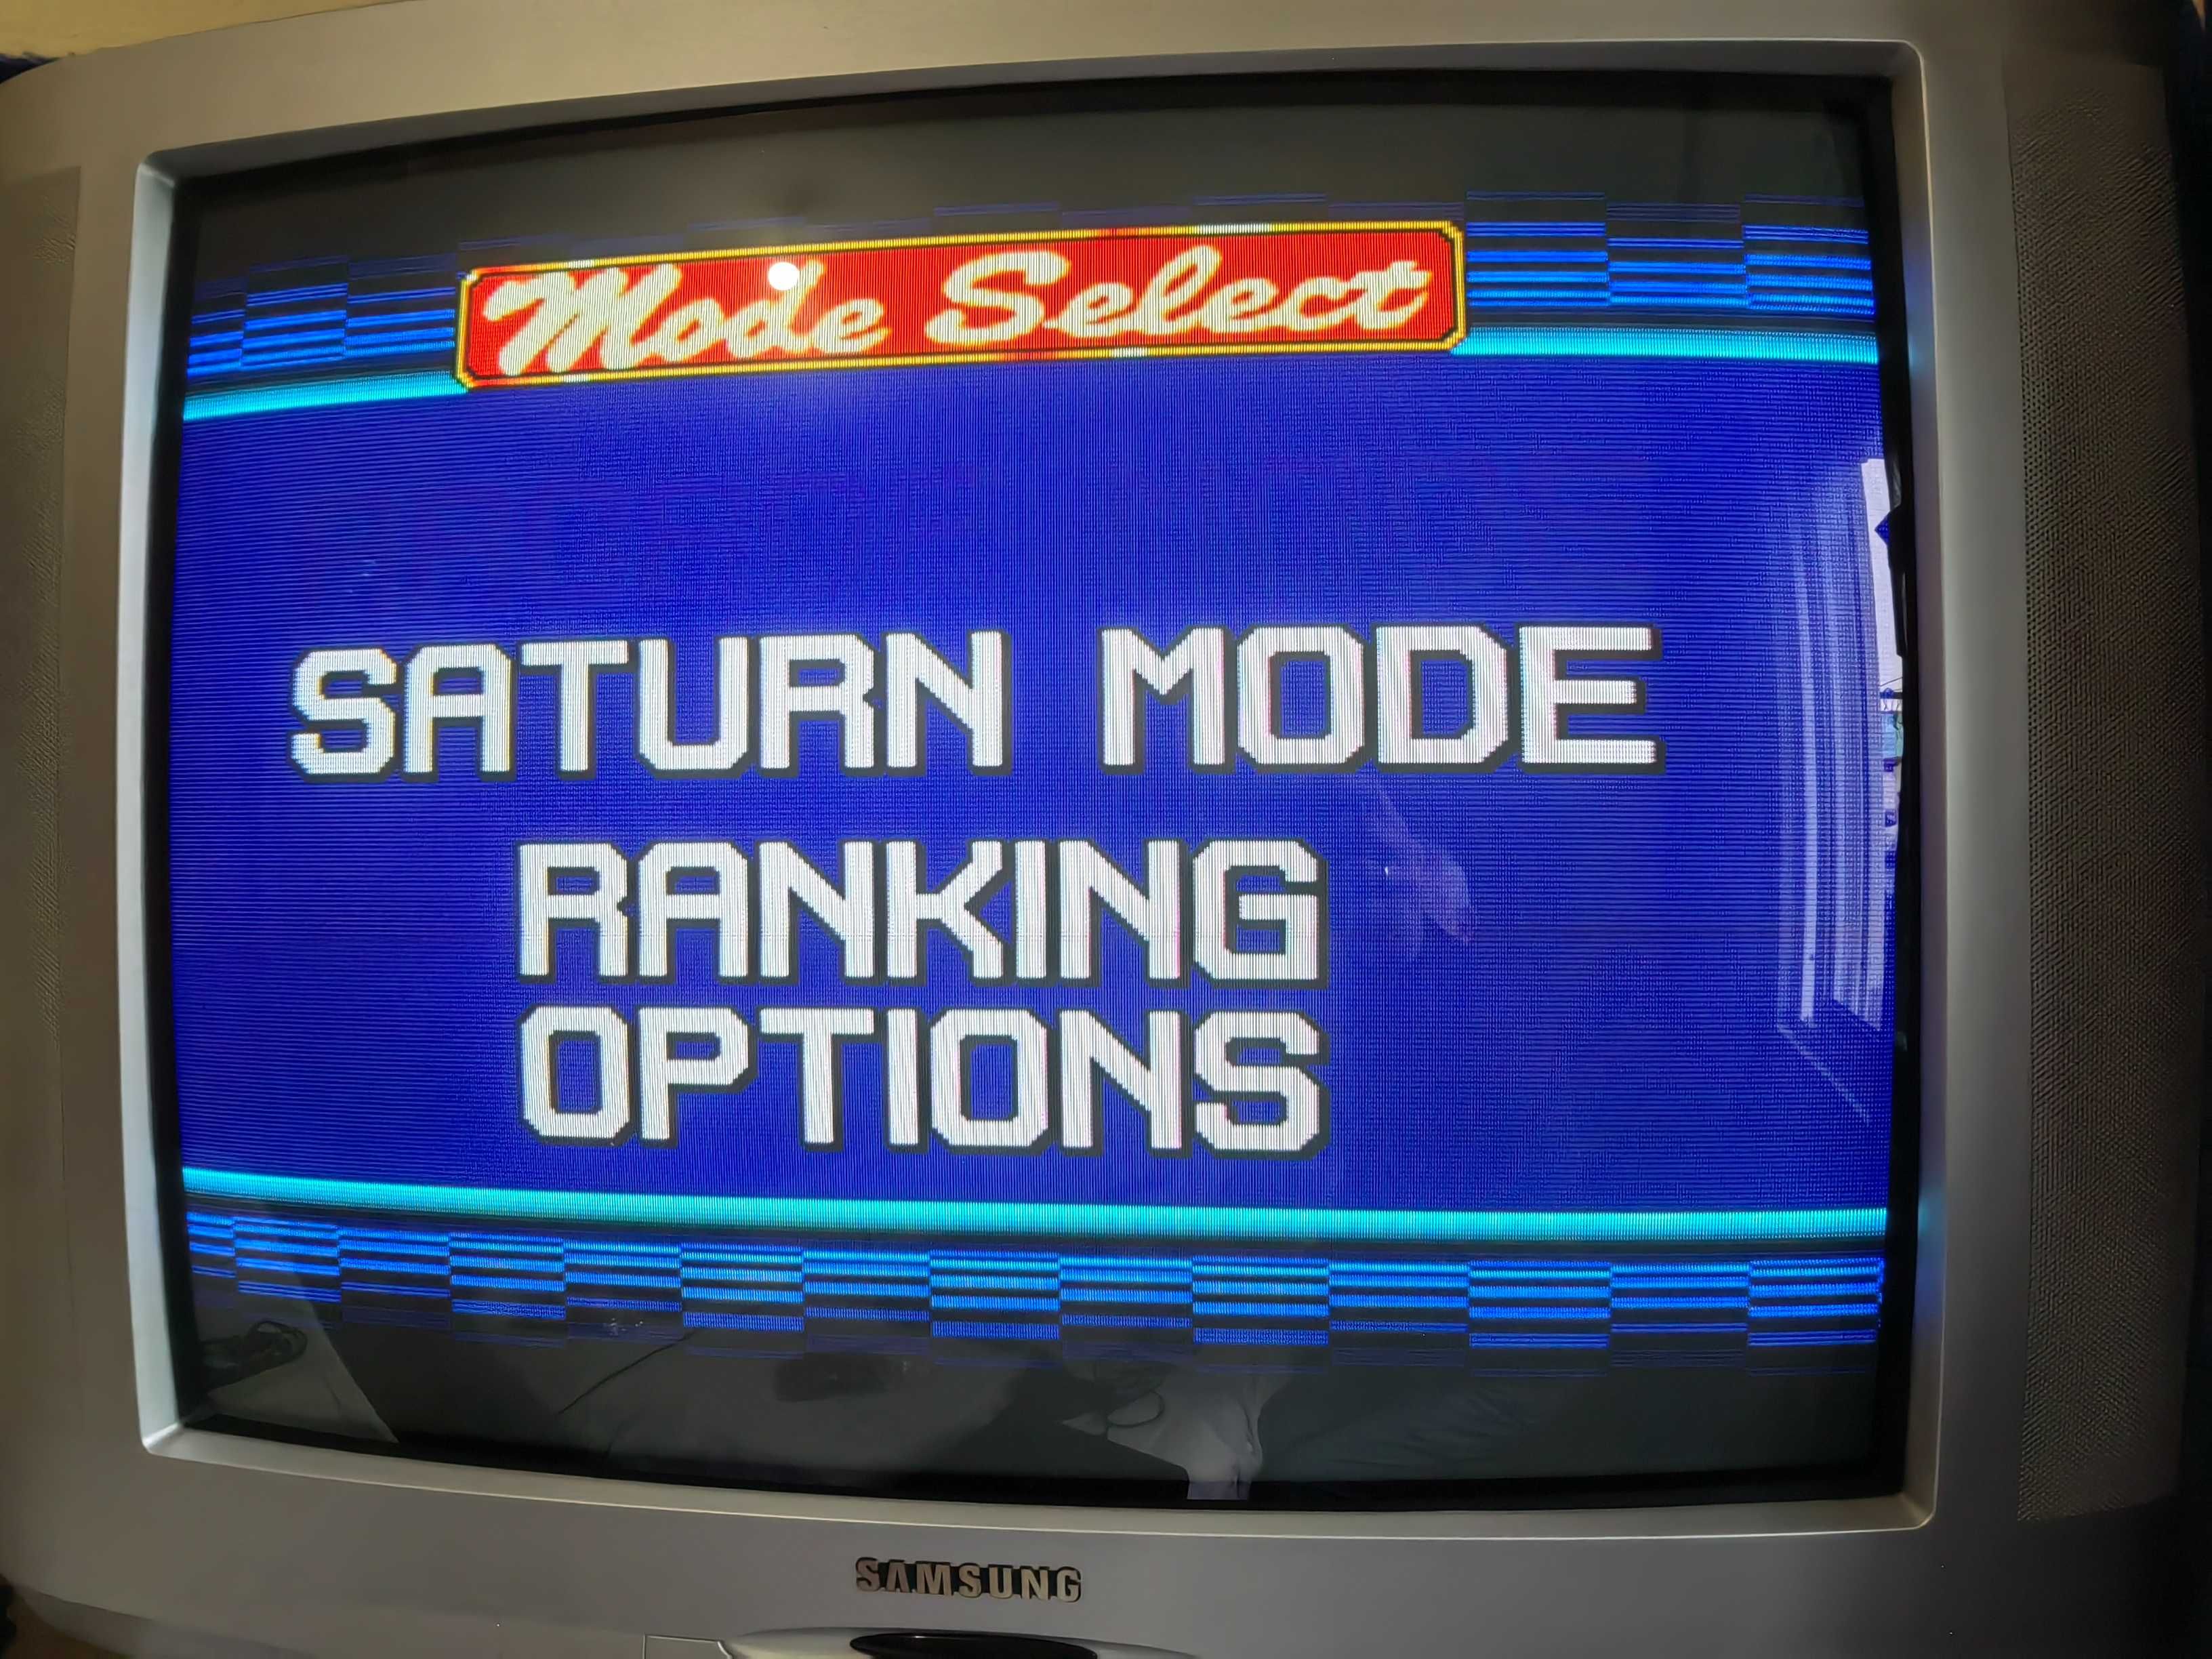 Mode Select
SATURN MODE
RANKING
OPTIONS
SAMSUNG